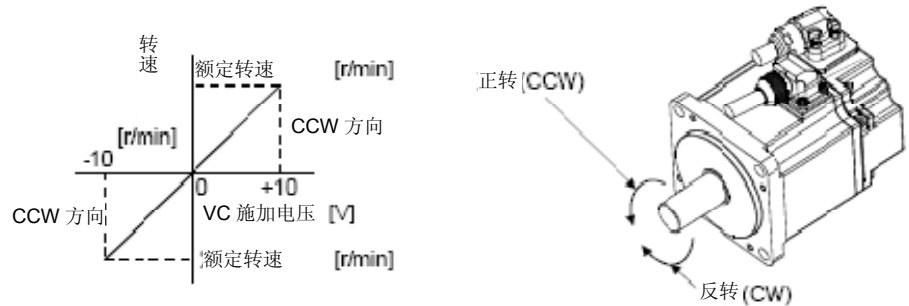 转
速
额定转速 [r/min]
CCW 方向
[r/min]
-10
0 +10
CCW 方向
VC 施加电压 [V]
额定转速 [r/min]
正转(CCW)
反转(CW)